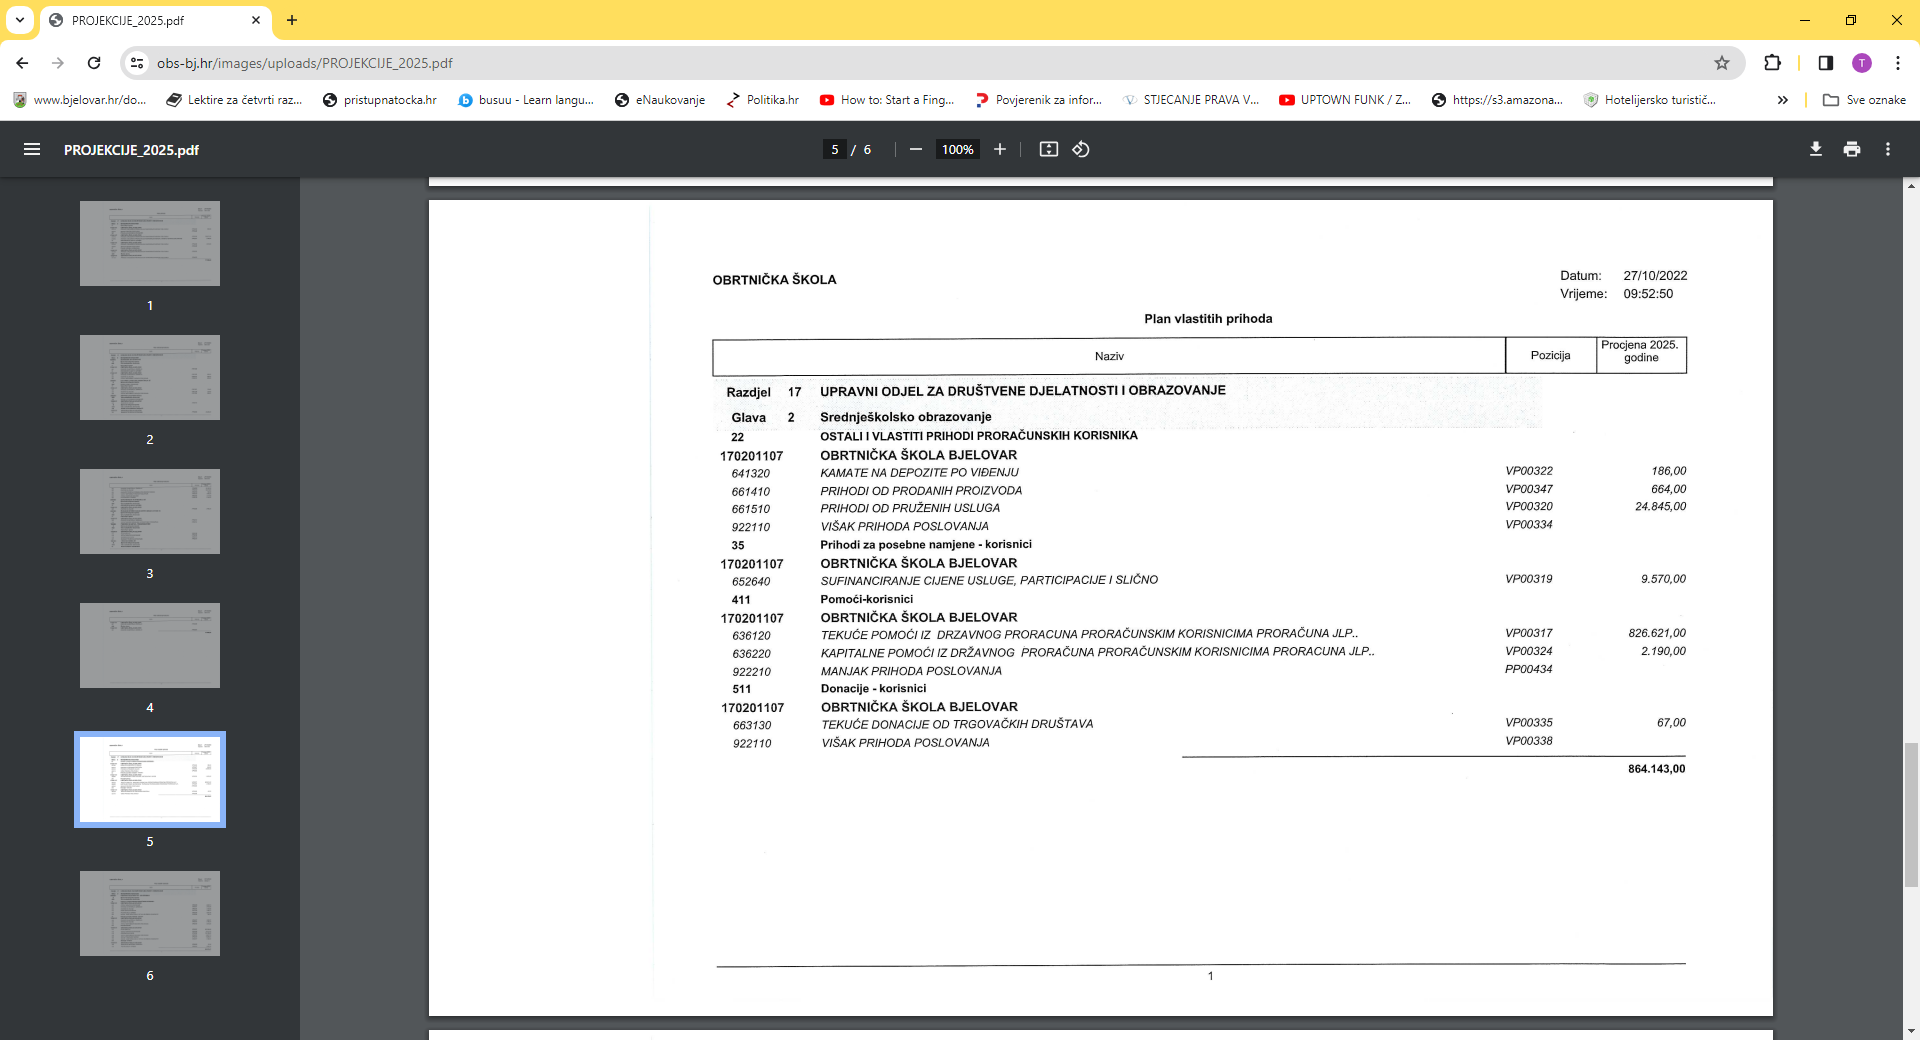 PROJEKCIJE_2025.pdf
obs-bj.hr/images/uploads/PROJEKCIJE_2025.pdf
T
www.bjelovar.hr/do... Lektire za četvrti raz... pristupnatocka.hr busuu - Learn langu... eNaukovanje Politika.hr How to: Start a Fing... Povjerenik za infor... STJECANJE PRAVA V... UPTOWN FUNK / Z... https://s3.amazona... Hotelijersko turistič... Sve oznake
PROJEKCIJE_2025.pdf 5 / 6 100%
1
2
3
4
5
6
OBRTNIČKA ŠKOLA Datum: 27/10/2022
Vrijeme: 09:52:50
Plan vlastitih prihoda
Naziv Pozicija Procjena 2025. godine
Razdjel 17 UPRAVNI ODJEL ZA DRUŠTVENE DJELATNOSTI I OBRAZOVANJE
Glava 2 Srednješkolsko obrazovanje
22 OSTALI I VLASTITI PRIHODI PRORAČUNSKIH KORISNIKA
170201107 OBRTNIČKA ŠKOLA BJELOVAR
641320 KAMATE NA DEPOZITE PO VIĐENJU VP00322 186,00
661410 PRIHODI OD PRODANIH PROIZVODA VP00347 664,00
661510 PRIHODI OD PRUŽENIH USLUGA VP00320 24.845,00
922110 VIŠAK PRIHODA POSLOVANJA VP00334
35 Prihodi za posebne namjene - korisnici
170201107 OBRTNIČKA ŠKOLA BJELOVAR
652640 SUFINANCIRANJE CIJENE USLUGE, PARTICIPACIJE I SLIČNO VP00319 9.570,00
411 Pomoći-korisnici
170201107 OBRTNIČKA ŠKOLA BJELOVAR
636120 TEKUĆE POMOĆI IZ DRZAVNOG PRORACUNA PRORAČUNSKIM KORISNICIMA PRORAČUNA JLP.. VP00317 826.621,00
636220 KAPITALNE POMOĆI IZ DRŽAVNOG PRORAČUNA PRORAČUNSKIM KORISNICIMA PRORACUNA JLP.. VP00324 2.190,00
922210 MANJAK PRIHODA POSLOVANJA PP00434
511 Donacije - korisnici
170201107 OBRTNIČKA ŠKOLA BJELOVAR
663130 TEKUĆE DONACIJE OD TRGOVAČKIH DRUŠTAVA VP00335 67,00
922110 VIŠAK PRIHODA POSLOVANJA VP00338
864.143,00
1